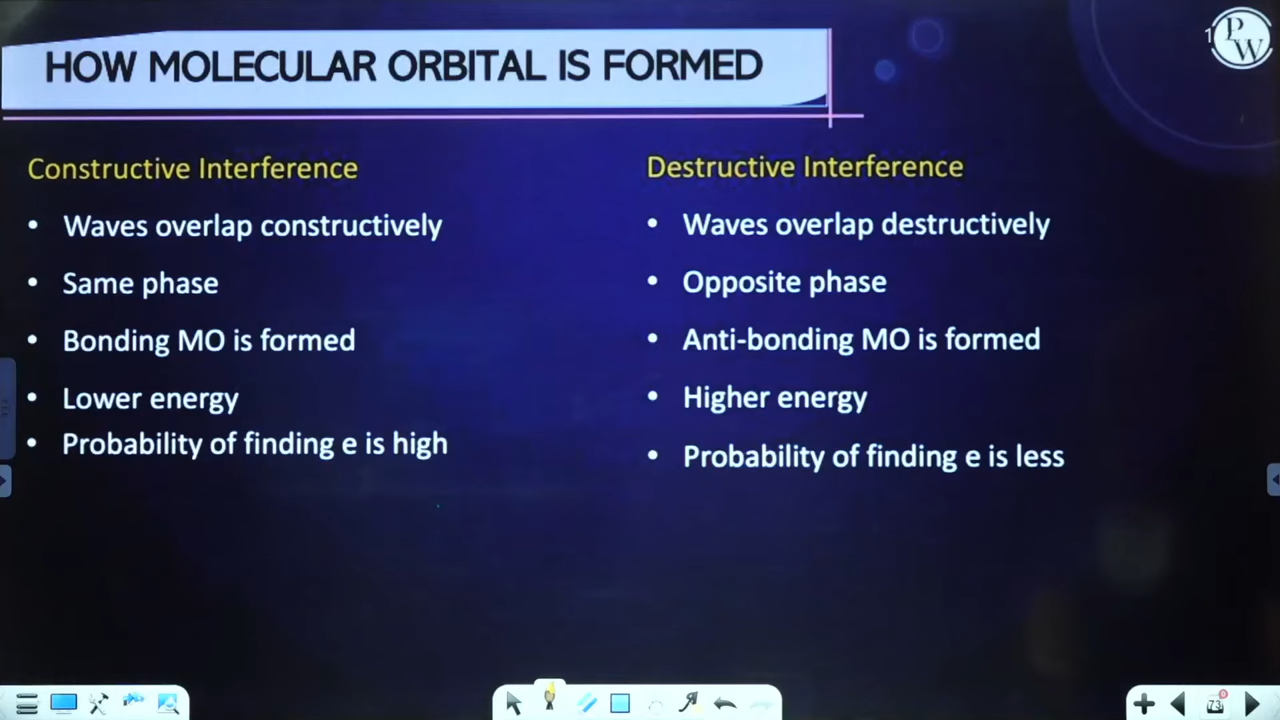 HOW MOLECULAR ORBITAL IS FORMED
PW
Constructive Interference
• Waves overlap constructively
• Same phase
• Bonding MO is formed
• Lower energy
• Probability of finding e is high
Destructive Interference
• Waves overlap destructively
• Opposite phase
• Anti-bonding MO is formed
• Higher energy
• Probability of finding e is less
73